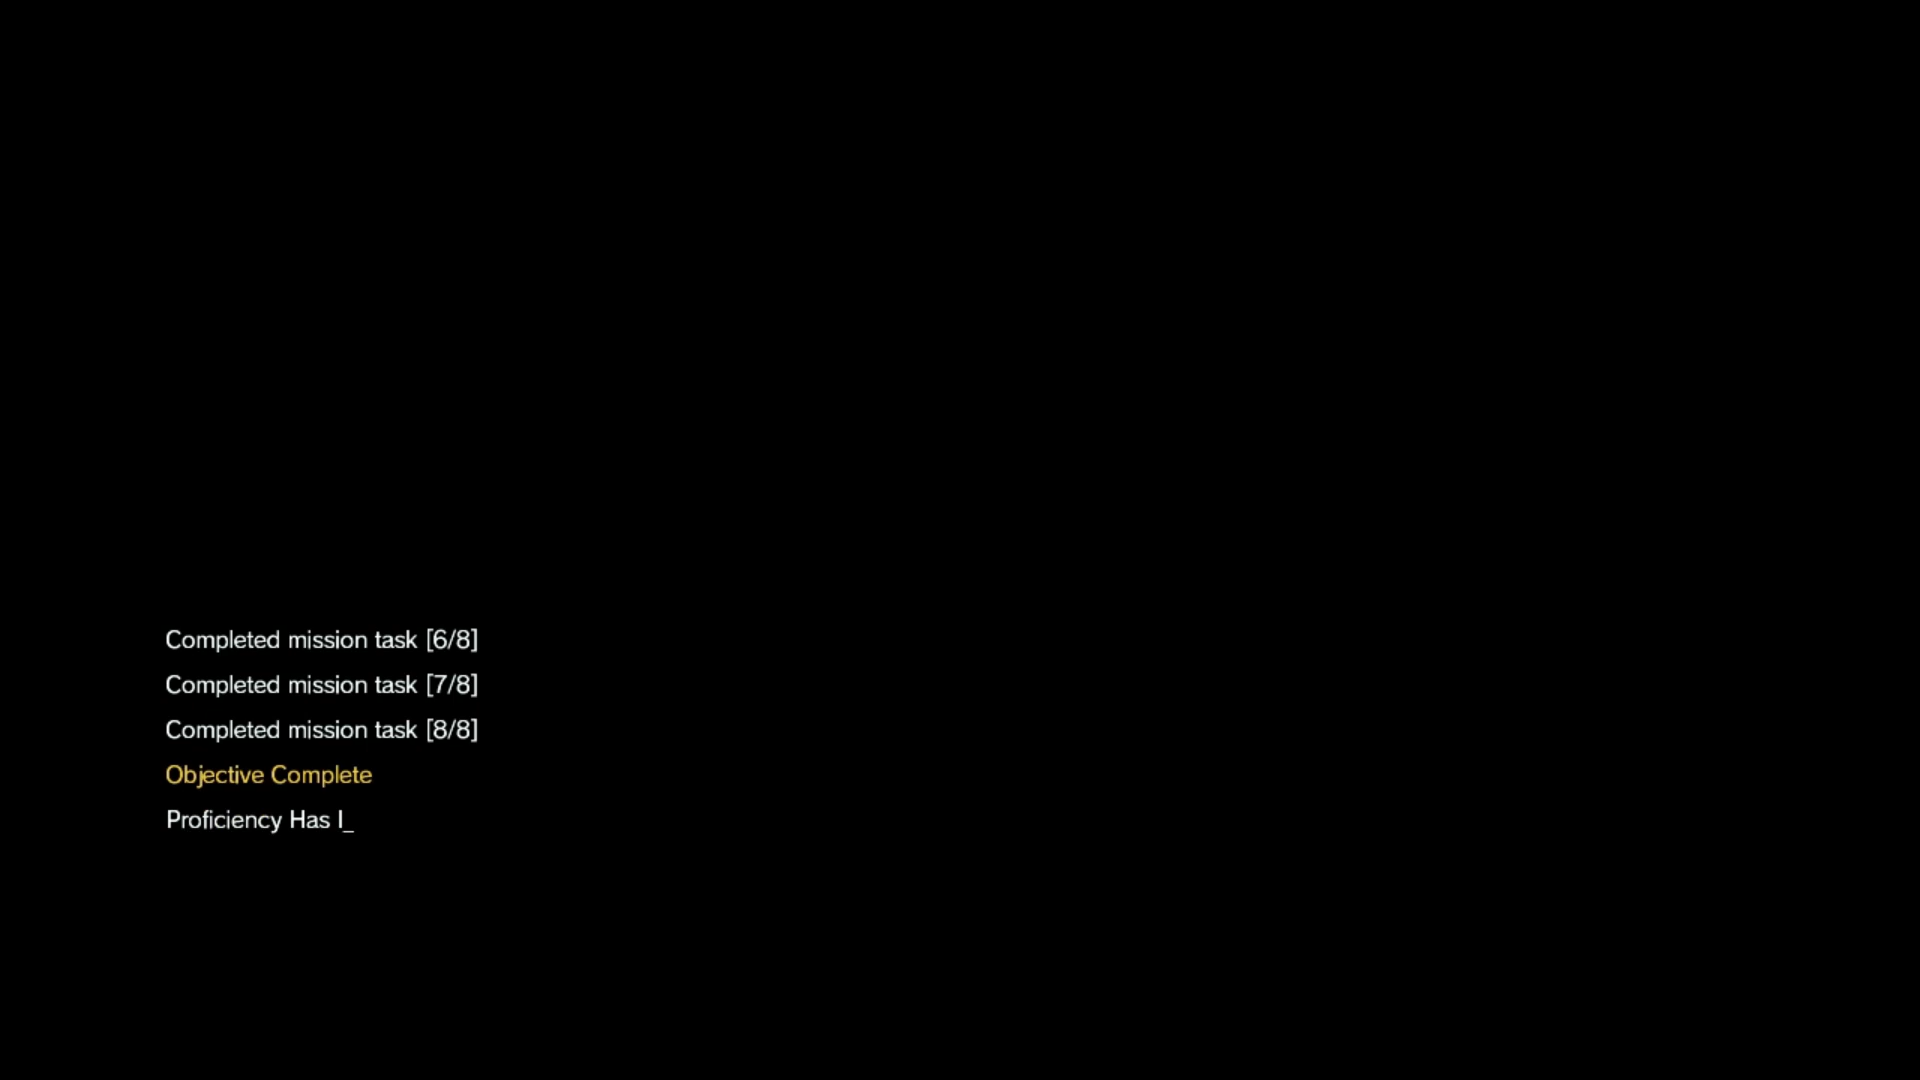 Completed mission task [6/8]
Completed mission task [7/8]
Completed mission task [8/8]
Objective Complete
Proficiency Has I_